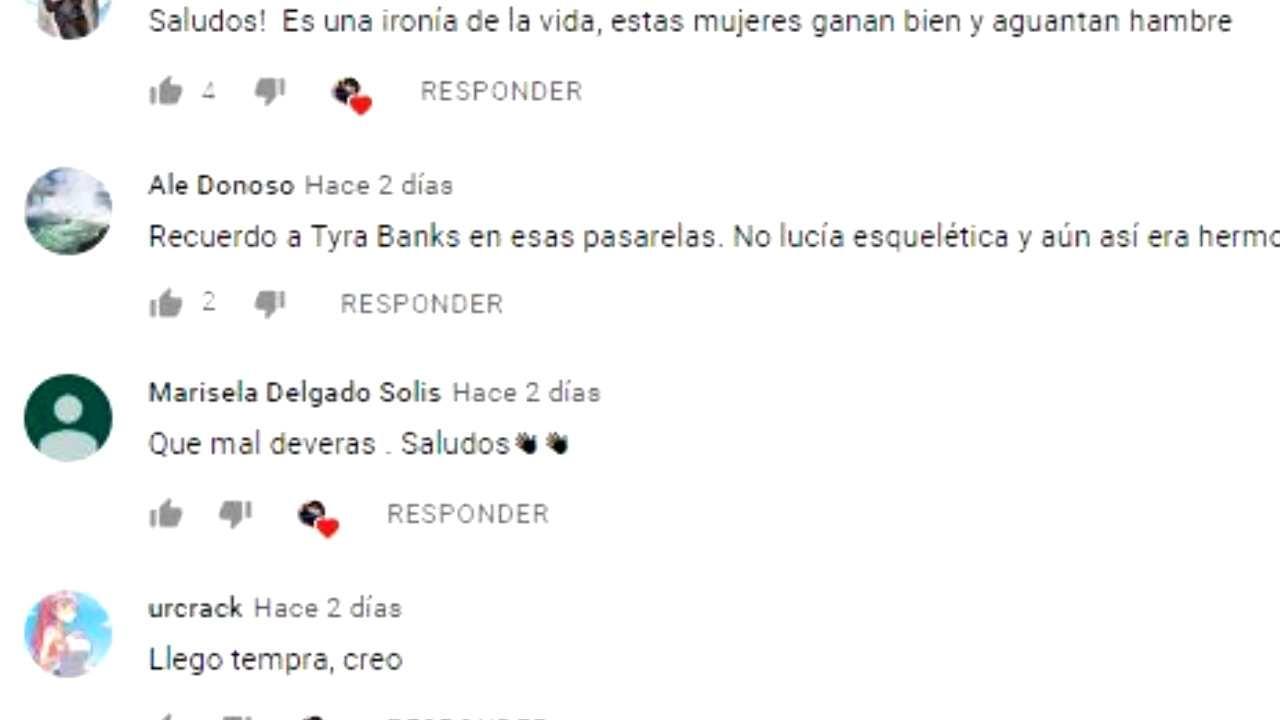 Saludos!  Es una ironía de la vida, estas mujeres ganan bien y aguantan hambre
4 RESPONDER
Ale Donoso Hace 2 días
Recuerdo a Tyra Banks en esas pasarelas. No lucía esquelética y aún así era hermo
2 RESPONDER
Marisela Delgado Solis Hace 2 días
Que mal deveras . Saludos
RESPONDER
urcrack Hace 2 días
Llego tempra, creo